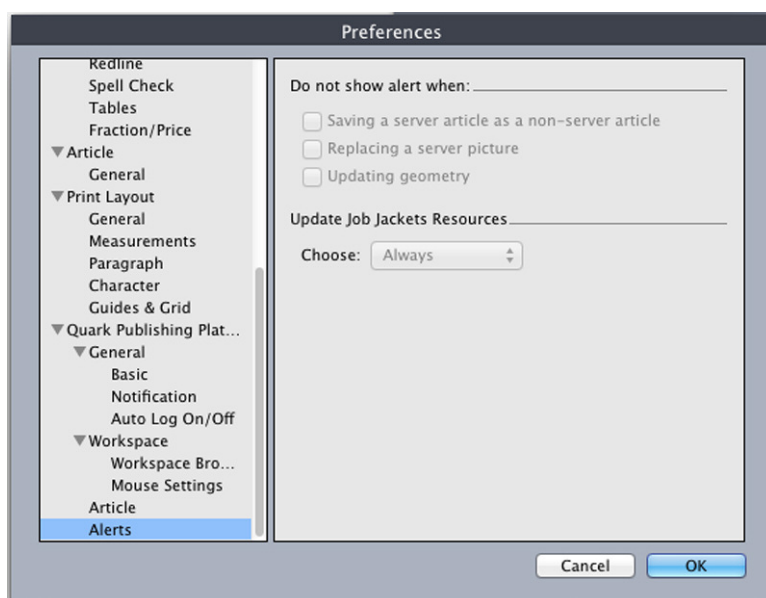 Preferences
Redline
Spell Check
Tables
Fraction/Price
Article
General
Print Layout
General
Measurements
Paragraph
Character
Guides & Grid
Quark Publishing Plat...
General
Basic
Notification
Auto Log On/Off
Workspace
Workspace Bro...
Mouse Settings
Article
Alerts
Do not show alert when:
Saving a server article as a non-server article
Replacing a server picture
Updating geometry
Update Job Jackets Resources
Choose: Always
Cancel OK